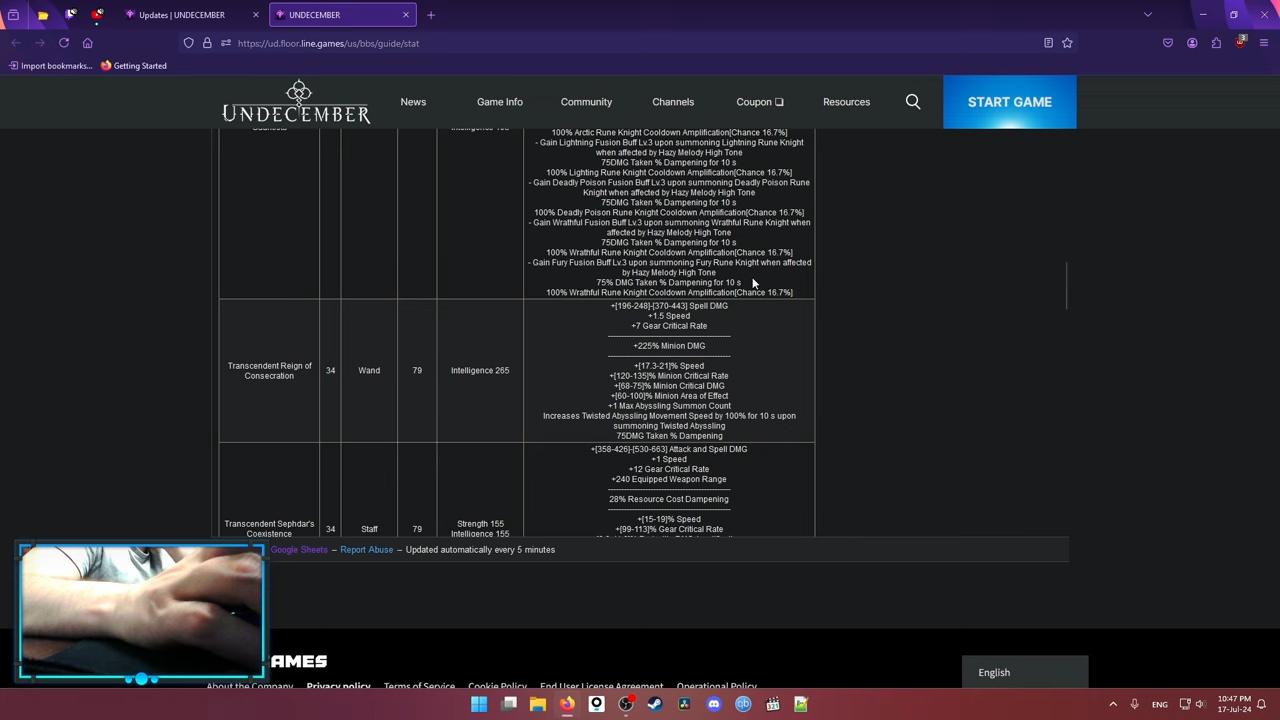 Updates | UNDECEMBER
UNDECEMBER
https://ud.floor.line.games/us/bbs/guide/stat
Import bookmarks...
Getting Started
UNDECEMBER
News
Game Info
Community
Channels
Coupon
Resources
START GAME
100% Arctic Rune Knight Cooldown Amplification[Chance 16.7%]
- Gain Lightning Fusion Buff Lv.3 upon summoning Lightning Rune Knight
when affected by Hazy Melody High Tone
75DMG Taken % Dampening for 10 s
100% Lighting Rune Knight Cooldown Amplification[Chance 16.7%]
- Gain Deadly Poison Fusion Buff Lv.3 upon summoning Deadly Poison Rune
Knight when affected by Hazy Melody High Tone
75DMG Taken % Dampening for 10 s
100% Deadly Poison Rune Knight Cooldown Amplification[Chance 16.7%]
- Gain Wrathful Fusion Buff Lv.3 upon summoning Wrathful Rune Knight when
affected by Hazy Melody High Tone
75DMG Taken % Dampening for 10 s
100% Wrathful Rune Knight Cooldown Amplification[Chance 16.7%]
- Gain Fury Fusion Buff Lv.3 upon summoning Fury Rune Knight when affected
by Hazy Melody High Tone
75% DMG Taken % Dampening for 10 s
100% Wrathful Rune Knight Cooldown Amplification[Chance 16.7%]
Transcendent Reign of
Consecration
34
Wand
79
Intelligence 265
+[196-248]-[370-443] Spell DMG
+1.5 Speed
+7 Gear Critical Rate
+225% Minion DMG
+[17.3-21]% Speed
+[120-135]% Minion Critical Rate
+[68-75]% Minion Critical DMG
+[60-100]% Minion Area of Effect
+1 Max Abyssling Summon Count
Increases Twisted Abyssling Movement Speed by 100% for 10 s upon
summoning Twisted Abyssling
75DMG Taken % Dampening
Transcendent Sephdar's
Coexistence
34
Staff
79
Strength 155
Intelligence 155
+[358-426]-[530-663] Attack and Spell DMG
+1 Speed
+12 Gear Critical Rate
+240 Equipped Weapon Range
28% Resource Cost Dampening
+[15-19]% Speed
+[99-113]% Gear Critical Rate
Google Sheets – Report Abuse – Updated automatically every 5 minutes
GAMES
English
About the Company
Privacy policy
Terms of Service
Cookie Policy
End User License Agreement
Operational Policy
3
ENG
10:47 PM
17-Jul-24